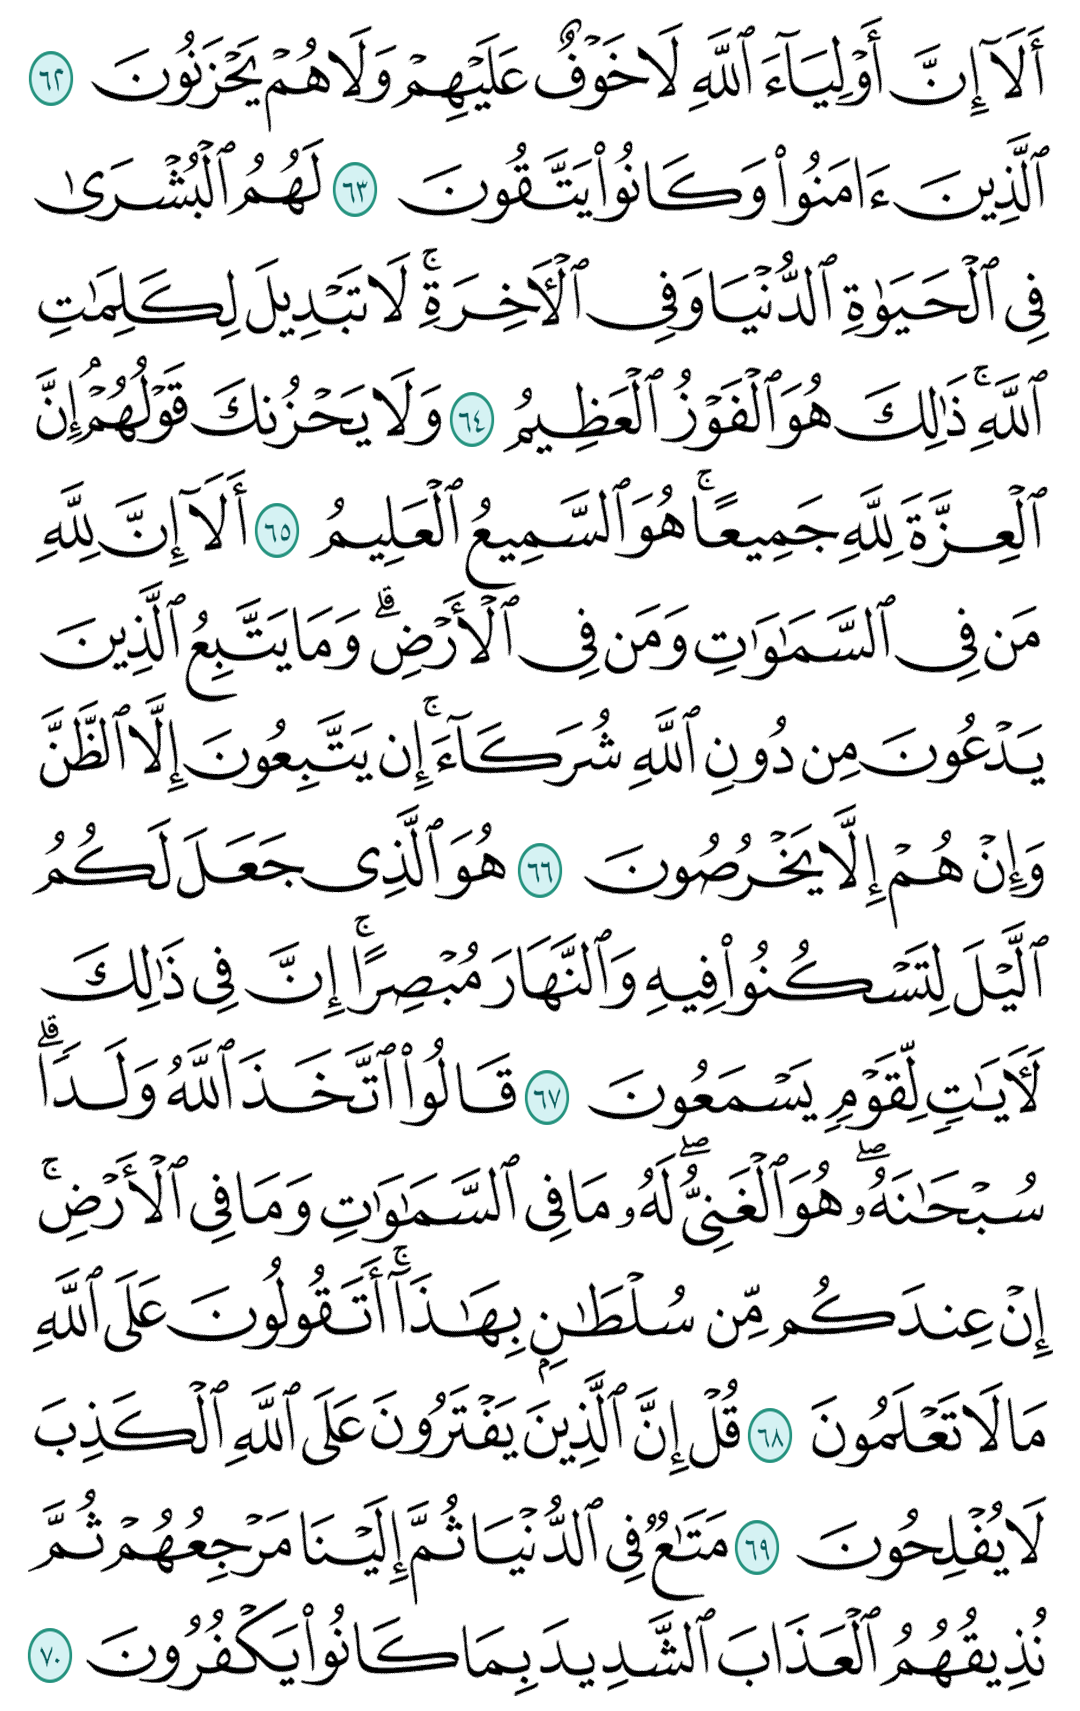 أَلَآ إِنَّ أَوْلِيَآءَ ٱللَّهِ لَا خَوْفٌ عَلَيْهِمْ وَلَا هُمْ يَحْزَنُونَ ٦٢
ٱلَّذِينَ ءَامَنُوا۟ وَكَانُوا۟ يَتَّقُونَ ٦٣ لَهُمُ ٱلْبُشْرَىٰ
فِى ٱلْحَيَوٰةِ ٱلدُّنْيَا وَفِى ٱلْـَٔاخِرَةِ ۚ لَا تَبْدِيلَ لِكَلِمَـٰتِ
ٱللَّهِ ۚ ذَٰلِكَ هُوَ ٱلْفَوْزُ ٱلْعَظِيمُ ٦٤ وَلَا يَحْزُنكَ قَوْلُهُمْ ۘ إِنَّ
ٱلْعِزَّةَ لِلَّهِ جَمِيعًا ۚ هُوَ ٱلسَّمِيعُ ٱلْعَلِيمُ ٦٥ أَلَآ إِنَّ لِلَّهِ
مَن فِى ٱلسَّمَـٰوَٰتِ وَمَن فِى ٱلْأَرْضِ ۗ وَمَا يَتَّبِعُ ٱلَّذِينَ
يَدْعُونَ مِن دُونِ ٱللَّهِ شُرَكَآءَ ۚ إِن يَتَّبِعُونَ إِلَّا ٱلظَّنَّ
وَإِنْ هُمْ إِلَّا يَخْرُصُونَ ٦٦ هُوَ ٱلَّذِى جَعَلَ لَكُمُ
ٱلَّيْلَ لِتَسْكُنُوا۟ فِيهِ وَٱلنَّهَارَ مُبْصِرًا ۚ إِنَّ فِى ذَٰلِكَ
لَـَٔايَـٰتٍ لِّقَوْمٍ يَسْمَعُونَ ٦٧ قَالُوا۟ ٱتَّخَذَ ٱللَّهُ وَلَدًا ۗ
سُبْحَـٰنَهُۥ ۖ هُوَ ٱلْغَنِىُّ ۖ لَهُۥ مَا فِى ٱلسَّمَـٰوَٰتِ وَمَا فِى ٱلْأَرْضِ ۚ
إِنْ عِندَكُم مِّن سُلْطَـٰنٍۭ بِهَـٰذَآ ۚ أَتَقُولُونَ عَلَى ٱللَّهِ
مَا لَا تَعْلَمُونَ ٦٨ قُلْ إِنَّ ٱلَّذِينَ يَفْتَرُونَ عَلَى ٱللَّهِ ٱلْكَذِبَ
لَا يُفْلِحُونَ ٦٩ مَتَـٰعٌ فِى ٱلدُّنْيَا ثُمَّ إِلَيْنَا مَرْجِعُهُمْ ثُمَّ
نُذِيقُهُمُ ٱلْعَذَابَ ٱلشَّدِيدَ بِمَا كَانُوا۟ يَكْفُرُونَ ٧٠